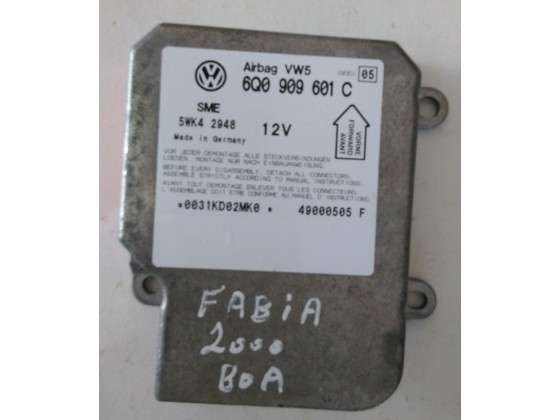 Airbag VW5
INDEX 05
6Q0 909 601 C
SME
5WK4 2948
12V
Made in Germany
VORNE
FORWARD
AVANT
VOR JEDER DEMONTAGE ALLE STECKVERBINDUNGEN
LOESEN. MONTAGE NUR NACH EINBAUANWEISUNG.
BEFORE EVERY DISASSEMBLY, DETACH ALL CONNECTORS.
ASSEMBLE STRICTLY ACCORDING TO MANUAL INSTRUCTIONS.
AVANT TOUT DEMONTAGE ENLEVER TOUS LES CONNECTEURS
L'ASSEMBLAGE DOIT ETRE CONFORME AU MANUEL D'INSTRUCTIONS.
*0031KD02MK0 * 49000505 F
FABiA
2000
BOA